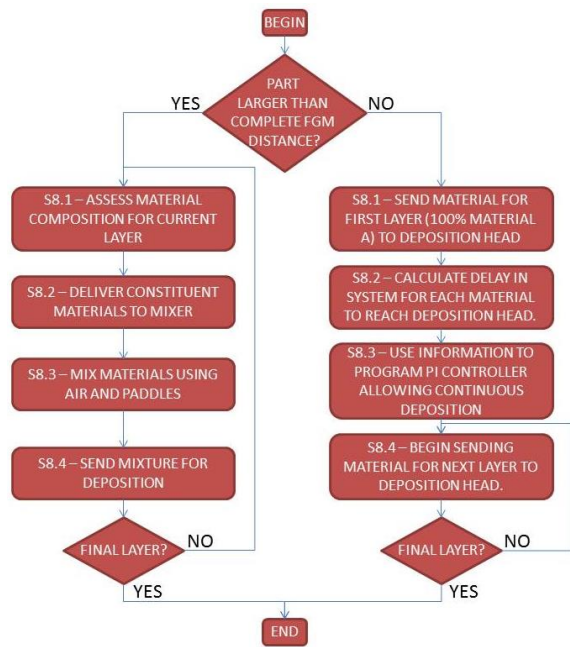 BEGIN
PART
LARGER THAN
COMPLETE FGM
DISTANCE?
YES
NO
S8.1 – ASSESS MATERIAL
COMPOSITION FOR CURRENT
LAYER
S8.2 – DELIVER CONSTITUENT
MATERIALS TO MIXER
S8.3 – MIX MATERIALS USING
AIR AND PADDLES
S8.4 – SEND MIXTURE FOR
DEPOSITION
FINAL LAYER?
NO
YES
S8.1 – SEND MATERIAL FOR
FIRST LAYER (100% MATERIAL
A) TO DEPOSITION HEAD
S8.2 – CALCULATE DELAY IN
SYSTEM FOR EACH MATERIAL
TO REACH DEPOSITION HEAD.
S8.3 – USE INFORMATION TO
PROGRAM PI CONTROLLER
ALLOWING CONTINUOUS
DEPOSITION
S8.4 – BEGIN SENDING
MATERIAL FOR NEXT LAYER TO
DEPOSITION HEAD.
FINAL LAYER?
NO
YES
END